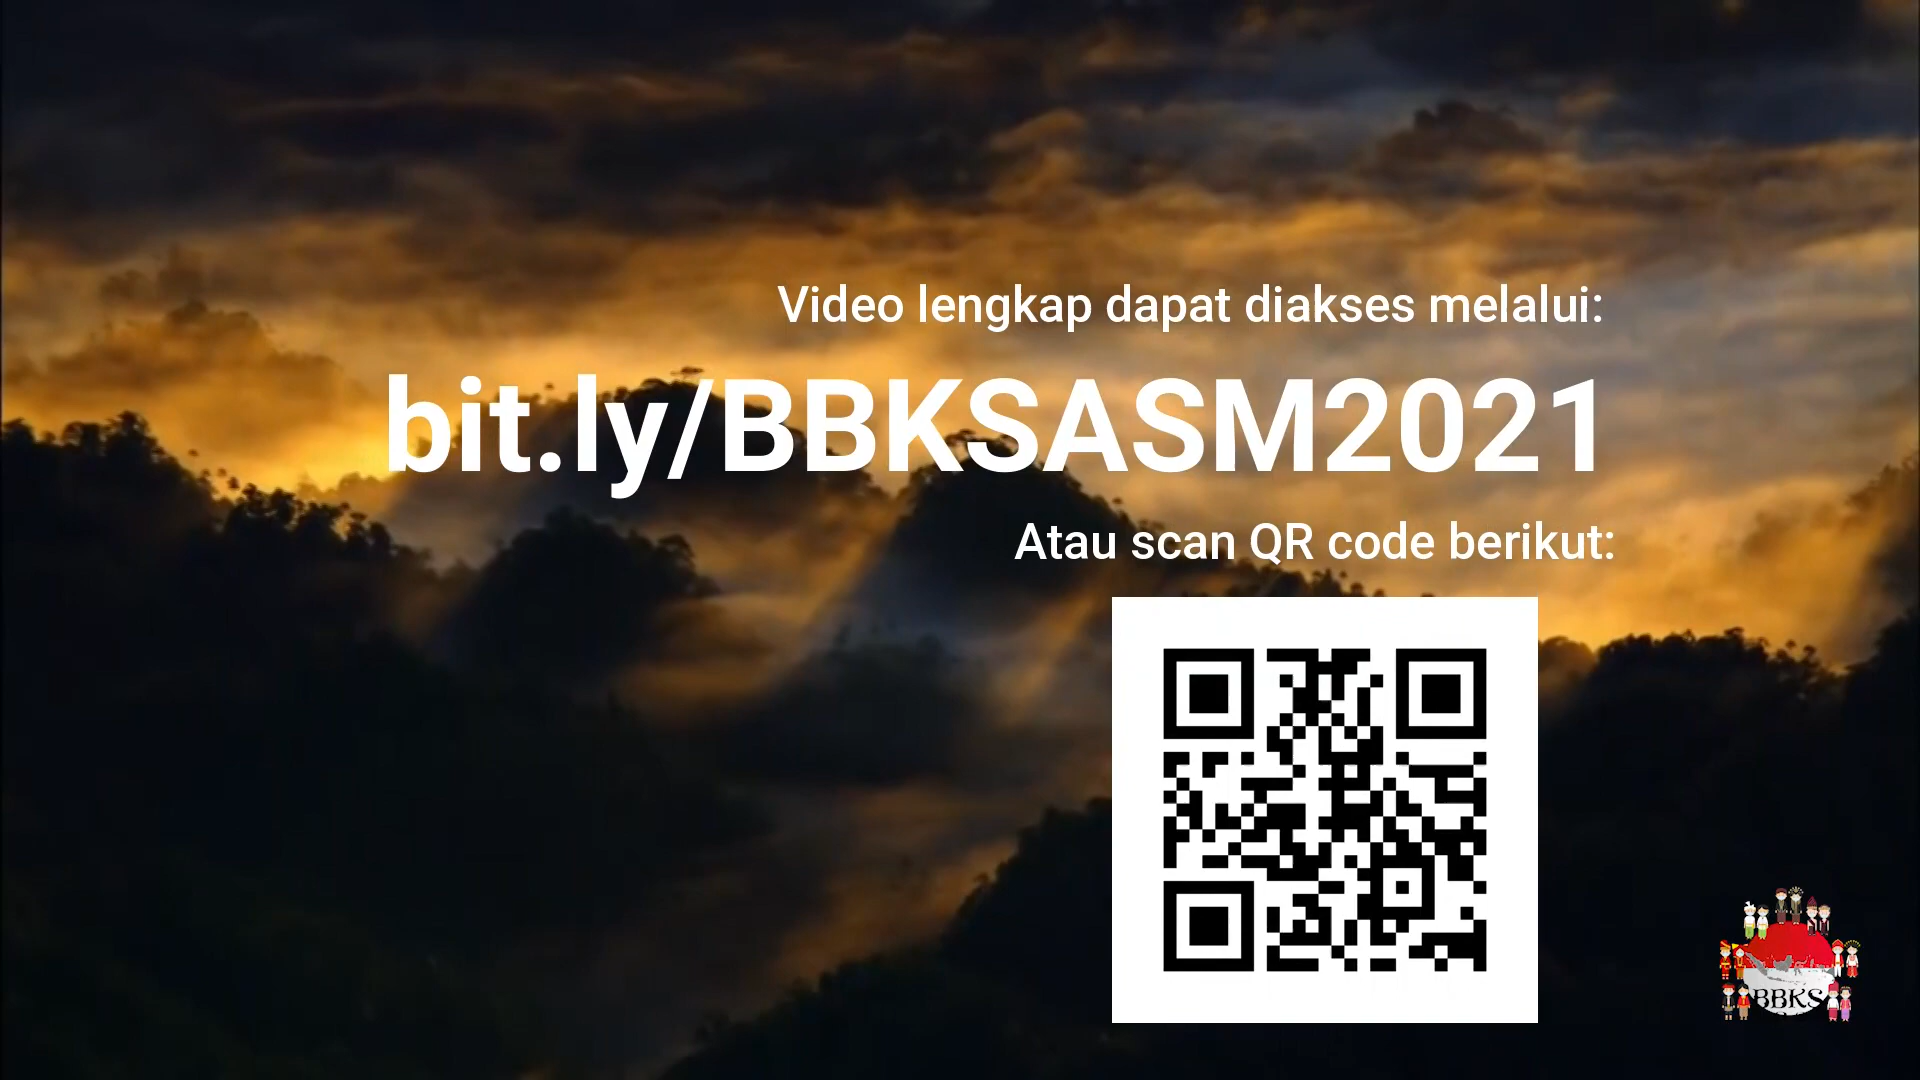 Video lengkap dapat diakses melalui:
bit.ly/BBKSASM2021
Atau scan QR code berikut:
BBKS